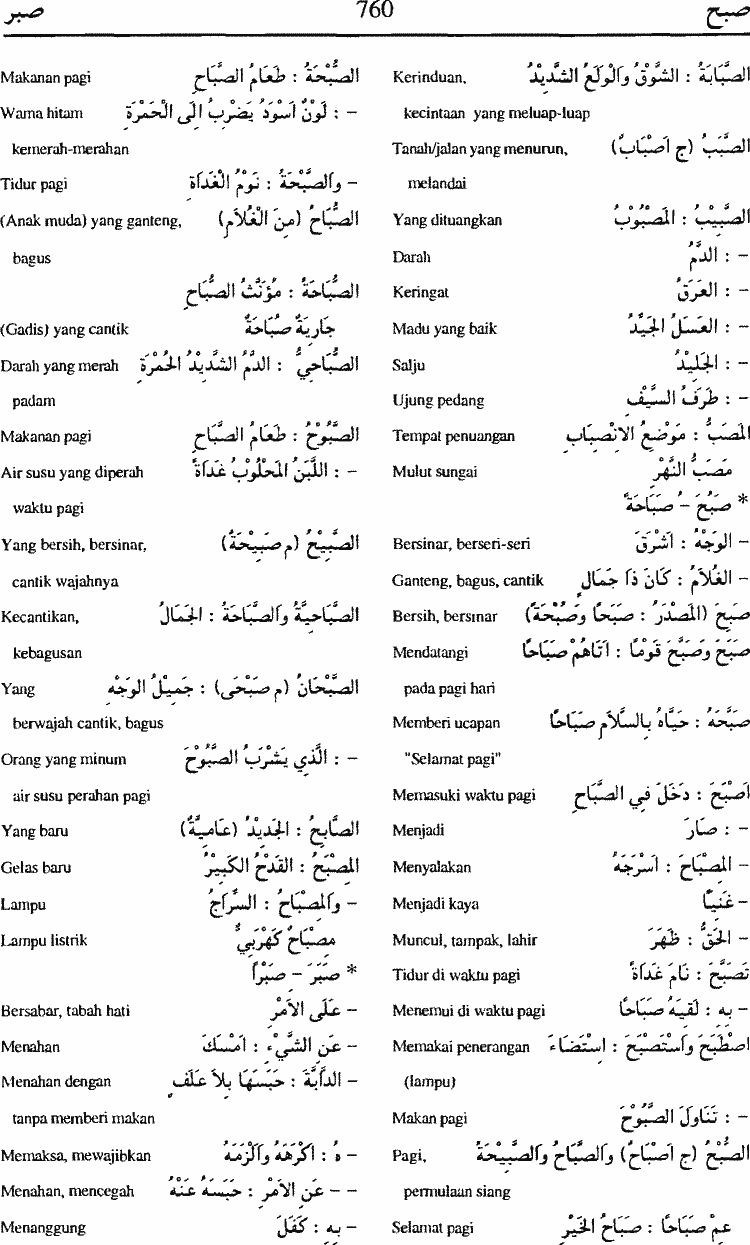 صبح 760 صبر
الصَّبَابَةُ : الشَّوْقُ وَالْوَلَعُ الشَّدِيْدُ Kerinduan,
kecintaan yang meluap-luap
الصَّبَبُ (ج اَصْبَابٌ) Tanah/jalan yang menurun,
melandai
الصَّبِيْبُ : الْمَصْبُوْبُ Yang dituangkan
– : الدَّمُ Darah
– : العَرَقُ Keringat
– : العَسَلُ الجَيِّدُ Madu yang baik
– : الجَلِيْدُ Salju
– : طَرَفُ السَّيْفِ Ujung pedang
المَصَبُّ : مَوْضِعُ الاِنْصِبَابِ Tempat penuangan
مَصَبُّ النَّهْرِ Mulut sungai
* صَبُحَ –ُ صَبَاحَةً
– الوَجْهُ : اَشْرَقَ Bersinar, berseri-seri
– الغُلاَمُ : كَانَ ذَا جَمَالٍ Ganteng, bagus, cantik
صَبِحَ (المَصْدَرُ : صَبَحًا وَصُبْحَةً) Bersih, bersinar
صَبَحَ وَصَبَّحَ قَوْمًا : اَتَاهُمْ صَبَاحًا Mendatangi
pada pagi hari
صَبَّحَهُ : حَيَّاهُ بِالسَّلاَمِ صَبَاحًا Memberi ucapan
"Selamat pagi"
اَصْبَحَ : دَخَلَ فِي الصَّبَاحِ Memasuki waktu pagi
– : صَارَ Menjadi
– المِصْبَاحَ : اَسْرَجَهُ Menyalakan
– غَنِيًّا Menjadi kaya
– الحَقُّ : ظَهَرَ Muncul, tampak, lahir
تَصَبَّحَ : نَامَ غَدَاةً Tidur di waktu pagi
– بِهِ : لَقِيَهُ صَبَاحًا Menemui di waktu pagi
اصْطَبَحَ وَاسْتَصْبَحَ : اِسْتَضَاءَ Memakai penerangan
(lampu)
– : تَنَاوَلَ الصَّبُوْحَ Makan pagi
الصُّبْحُ (ج اَصْبَاحٌ) وَالصَّبَاحُ وَالصَّبِيْحَةُ Pagi,
permulaan siang
عِمْ صَبَاحًا : صَبَاحُ الخَيْرِ Selamat pagi
الصُّبْحَةُ : طَعَامُ الصَّبَاحِ Makanan pagi
– : لَوْنٌ اَسْوَدُ يَضْرِبُ اِلَى الْحُمْرَةِ Warna hitam
kemerah-merahan
– وَالصُّبْحَةُ : نَوْمُ الْغَدَاةِ Tidur pagi
الصُّبَاحُ (مِنَ الْغُلاَمِ) (Anak muda) yang ganteng,
bagus
الصُّبَاحَةُ : مُؤَنَّثُ الصُّبَاحِ
جَارِيَةٌ صُبَاحَةٌ (Gadis) yang cantik
الصُّبَاحِيُّ : الدَّمُ الشَّدِيْدُ الحُمْرَةِ Darah yang merah
padam
الصَّبُوْحُ : طَعَامُ الصَّبَاحِ Makanan pagi
– : اللَّبَنُ المَحْلُوْبُ غَدَاةً Air susu yang diperah
waktu pagi
الصَّبِيْحُ (م صَبِيْحَةٌ) Yang bersih, bersinar,
cantik wajahnya
الصَّبَاحِيَّةُ وَالصَّبَاحَةُ : الجَمَالُ Kecantikan,
kebagusan
الصَّبْحَانُ (م صَبْحَى) : جَمِيْلُ الوَجْهِ Yang
berwajah cantik, bagus
– : الَّذِي يَشْرَبُ الصَّبُوْحَ Orang yang minum
air susu perahan pagi
الصَّابِحُ : الجَدِيْدُ (عَامِيَّةٌ) Yang baru
المِصْبَحُ : القَدَحُ الكَبِيْرُ Gelas baru
– وَالمِصْبَاحُ : السِّرَاجُ Lampu
مِصْبَاحٌ كَهْرَبِيٌّ Lampu listrik
* صَبَرَ – صَبْرًا
– عَلَى الاَمْرِ Bersabar, tabah hati
– عَنِ الشَّيْءِ : اَمْسَكَ Menahan
– الدَّابَّةَ : حَبَسَهَا بِلاَ عَلَفٍ Menahan dengan
tanpa memberi makan
– هُ : اَكْرَهَهُ وَاَلْزَمَهُ Memaksa, mewajibkan
– – عَنِ الاَمْرِ : حَبَسَهُ عَنْهُ Menahan, mencegah
– بِهِ : كَفَلَ Menanggung